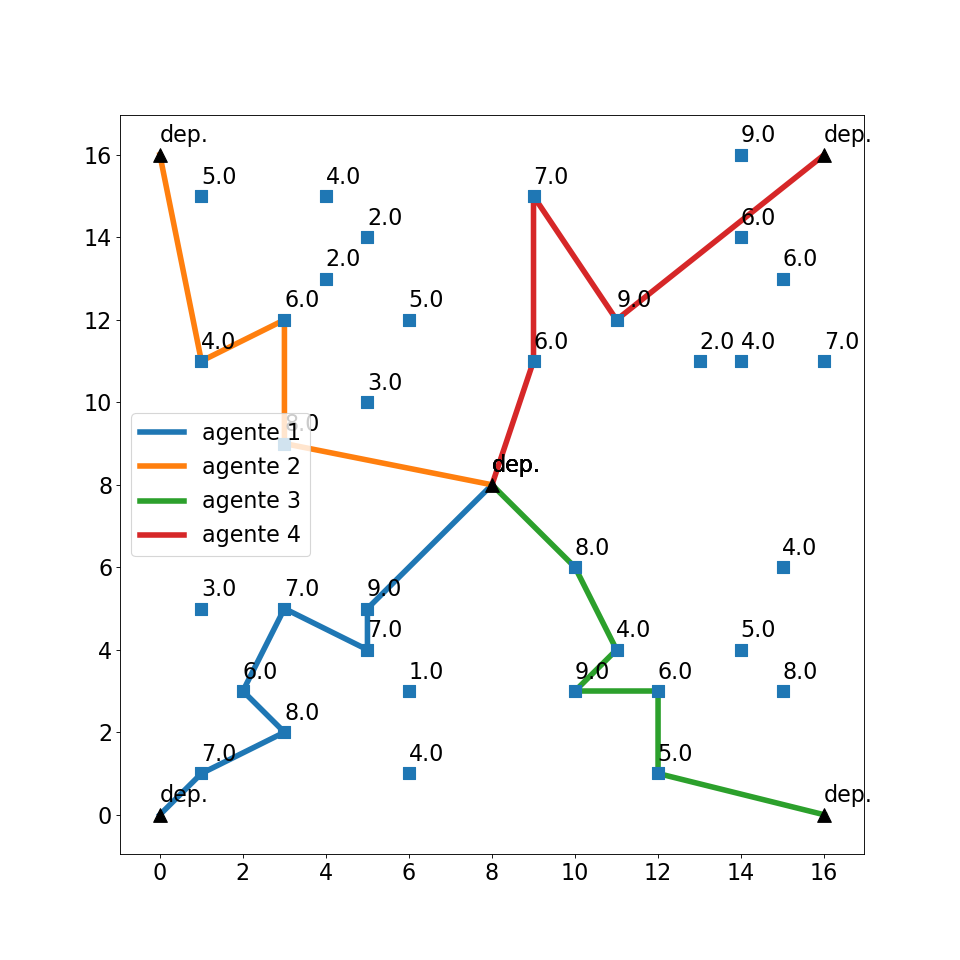 dep. 9.0 dep.
16
5.0 4.0 7.0
2.0 6.0
14
2.0 6.0
6.0 5.0 9.0
12
4.0 6.0 2.0 4.0 7.0
3.0
10
8.0
agente 1
agente 2
dep.
8
agente 3
agente 4
8.0 4.0
6
3.0 7.0 9.0
7.0 4.0 5.0
4
6.0 1.0 9.0 6.0 8.0
8.0
2
7.0 4.0 5.0
dep. dep.
0
0 2 4 6 8 10 12 14 16